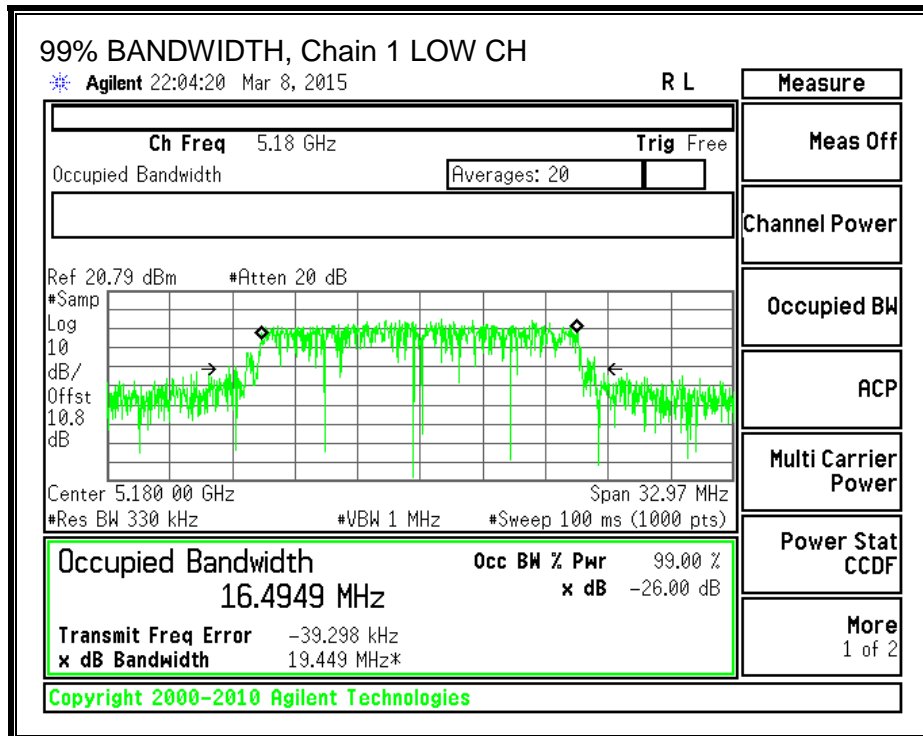 99% BANDWIDTH, Chain 1 LOW CH
Agilent 22:04:20 Mar 8, 2015 R L
Measure
Ch Freq 5.18 GHz Trig Free
Meas Off
Occupied Bandwidth Averages: 20
Channel Power
Ref 20.79 dBm #Atten 20 dB
#Samp
Log
10
dB/
Offst
10.8
dB
Occupied BW
ACP
Multi Carrier
Power
Center 5.180 00 GHz Span 32.97 MHz
#Res BW 330 kHz #VBW 1 MHz #Sweep 100 ms (1000 pts)
Occupied Bandwidth Occ BW % Pwr 99.00 %
16.4949 MHz x dB -26.00 dB
Power Stat
CCDF
Transmit Freq Error -39.298 kHz
x dB Bandwidth 19.449 MHz*
More
1 of 2
Copyright 2000-2010 Agilent Technologies